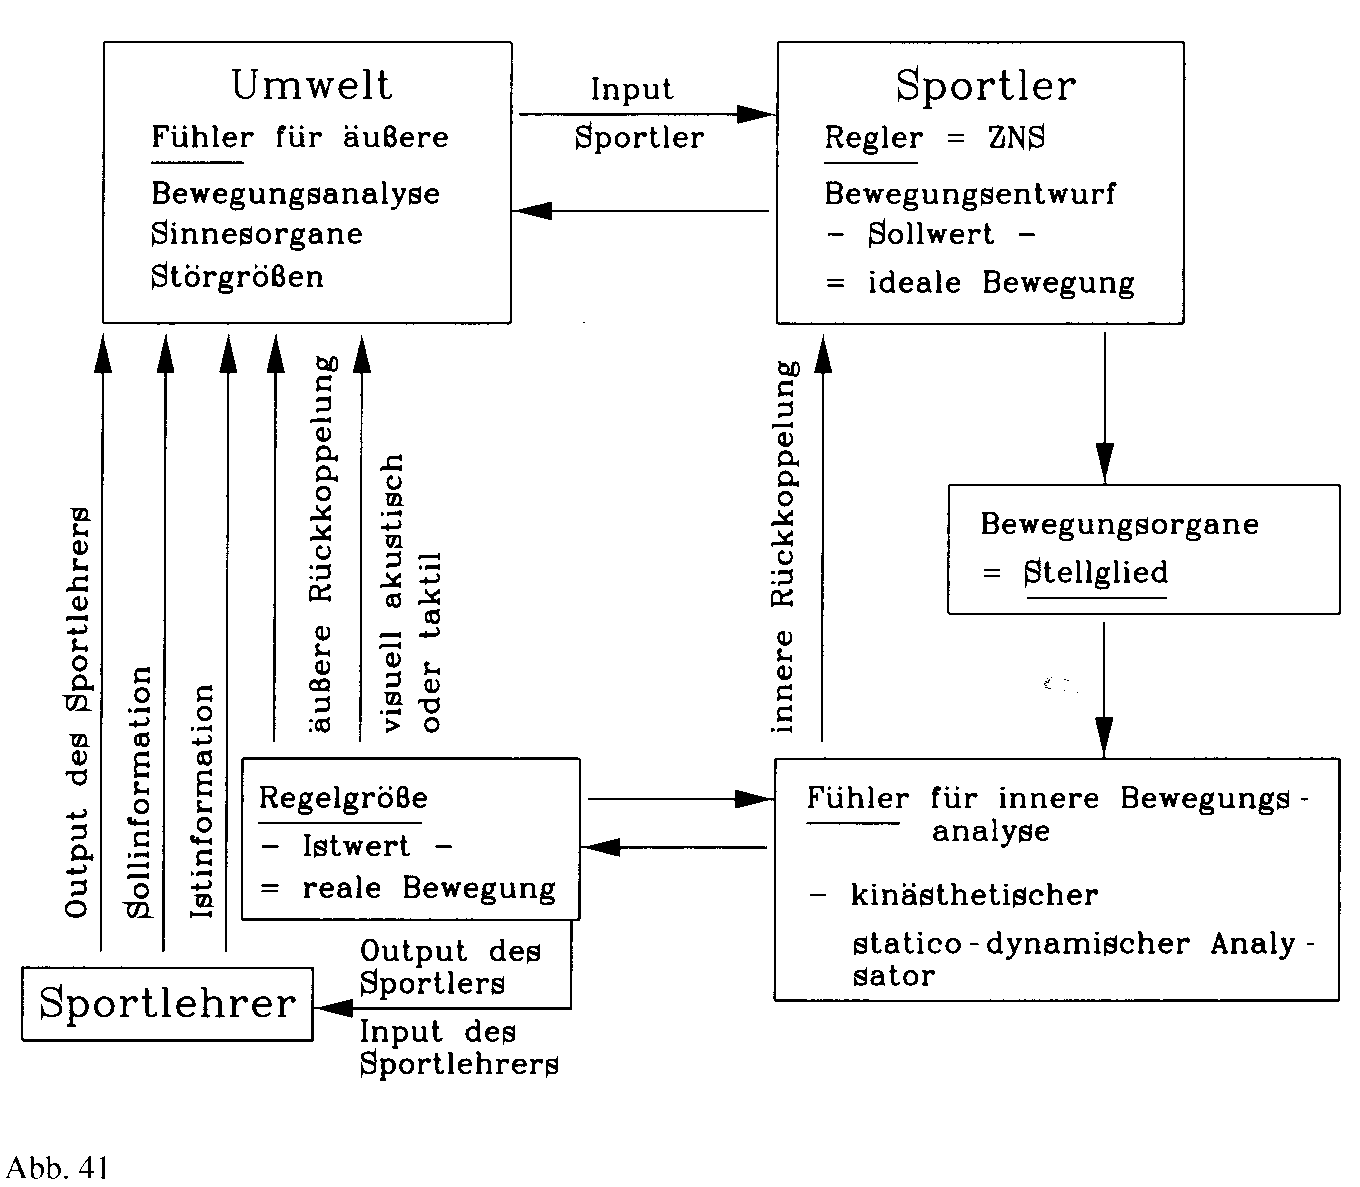 Umwelt
Fühler für äußere
Bewegungsanalyse
Sinnesorgane
Störgrößen
Input
Sportler
Sportler
Regler = ZNS
Bewegungsentwurf
- Sollwert -
= ideale Bewegung
Output des Sportlehrers
Sollinformation
Istinformation
äußere Rückkoppelung
visuell akustisch
oder taktil
innere Rückkoppelung
Bewegungsorgane
= Stellglied
Regelgröße
- Istwert -
= reale Bewegung
Fühler für innere Bewegungs-
analyse
- kinästhetischer
statico-dynamischer Analy-
sator
Output des
Sportlers
Sportlehrer
Input des
Sportlehrers
Abb. 41